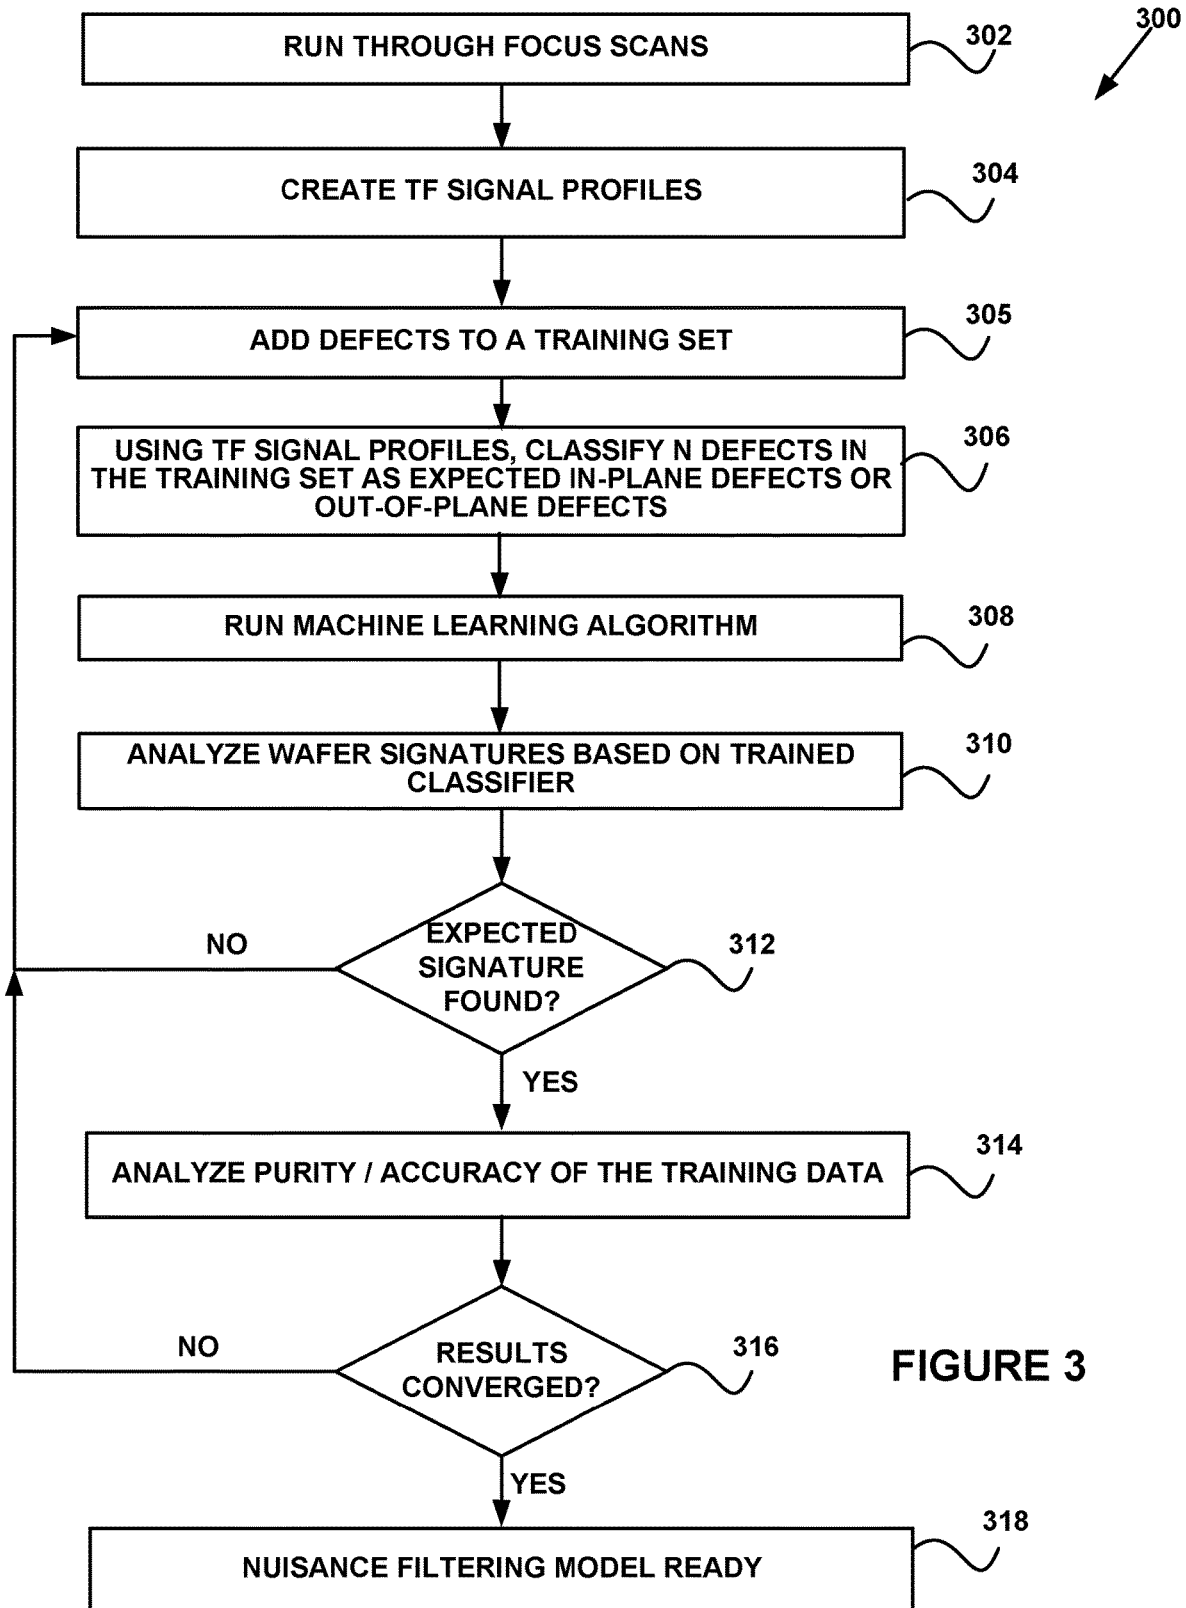 300
RUN THROUGH FOCUS SCANS
302
CREATE TF SIGNAL PROFILES
304
ADD DEFECTS TO A TRAINING SET
305
USING TF SIGNAL PROFILES, CLASSIFY N DEFECTS IN
THE TRAINING SET AS EXPECTED IN-PLANE DEFECTS OR
OUT-OF-PLANE DEFECTS
306
RUN MACHINE LEARNING ALGORITHM
308
ANALYZE WAFER SIGNATURES BASED ON TRAINED
CLASSIFIER
310
NO
EXPECTED
SIGNATURE
FOUND?
312
YES
ANALYZE PURITY / ACCURACY OF THE TRAINING DATA
314
NO
RESULTS
CONVERGED?
316
FIGURE 3
YES
NUISANCE FILTERING MODEL READY
318